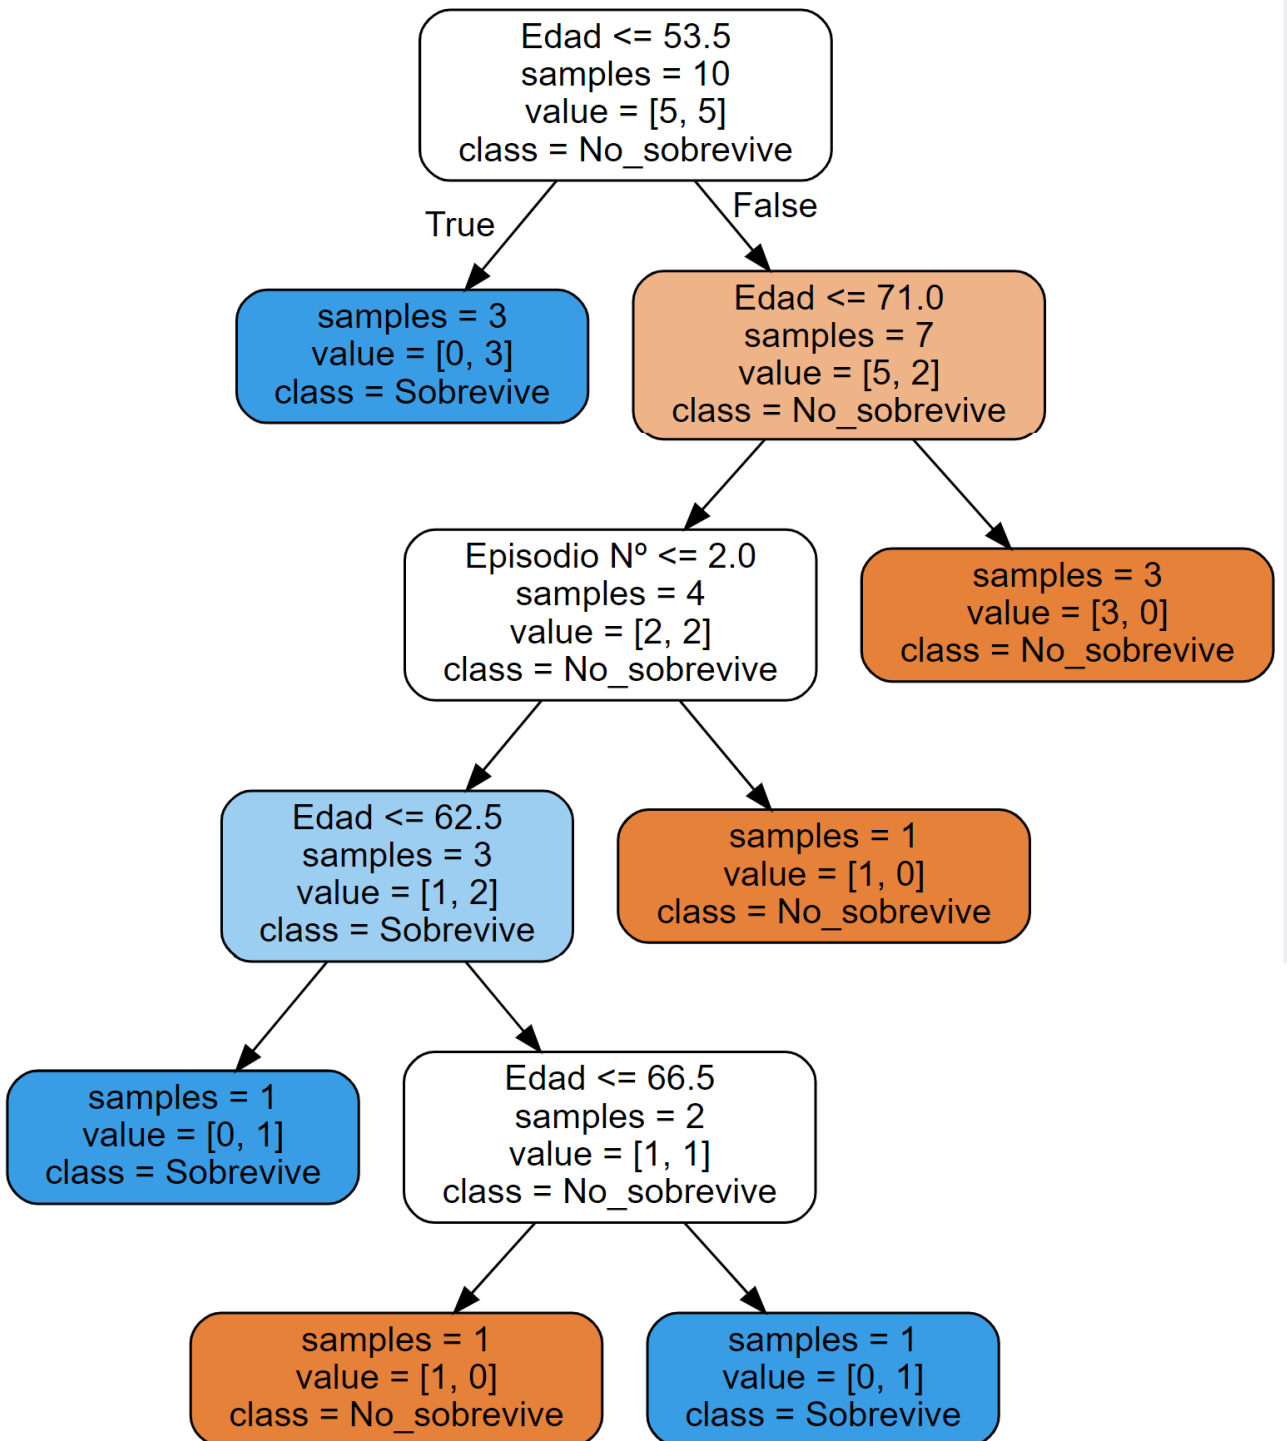 Edad <= 53.5
samples = 10
value = [5, 5]
class = No_sobrevive
True
False
samples = 3
value = [0, 3]
class = Sobrevive
Edad <= 71.0
samples = 7
value = [5, 2]
class = No_sobrevive
Episodio Nº <= 2.0
samples = 4
value = [2, 2]
class = No_sobrevive
samples = 3
value = [3, 0]
class = No_sobrevive
Edad <= 62.5
samples = 3
value = [1, 2]
class = Sobrevive
samples = 1
value = [1, 0]
class = No_sobrevive
samples = 1
value = [0, 1]
class = Sobrevive
Edad <= 66.5
samples = 2
value = [1, 1]
class = No_sobrevive
samples = 1
value = [1, 0]
class = No_sobrevive
samples = 1
value = [0, 1]
class = Sobrevive